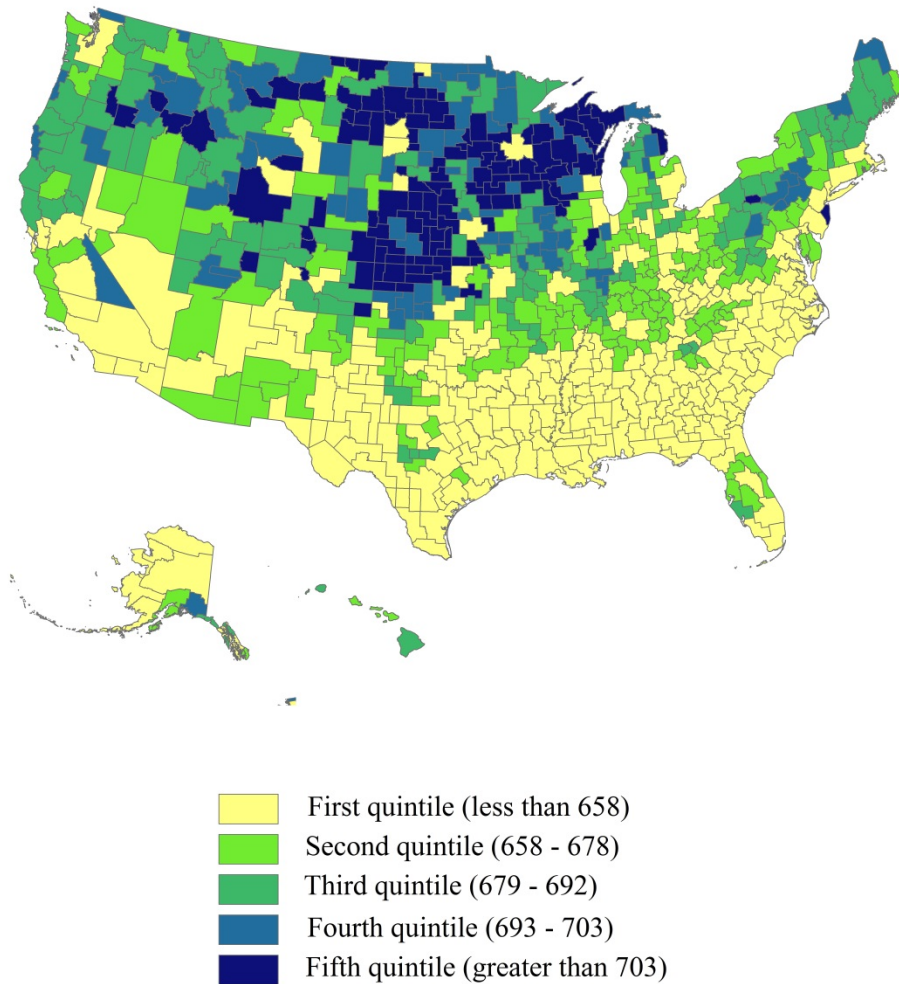 First quintile (less than 658)
Second quintile (658 - 678)
Third quintile (679 - 692)
Fourth quintile (693 - 703)
Fifth quintile (greater than 703)